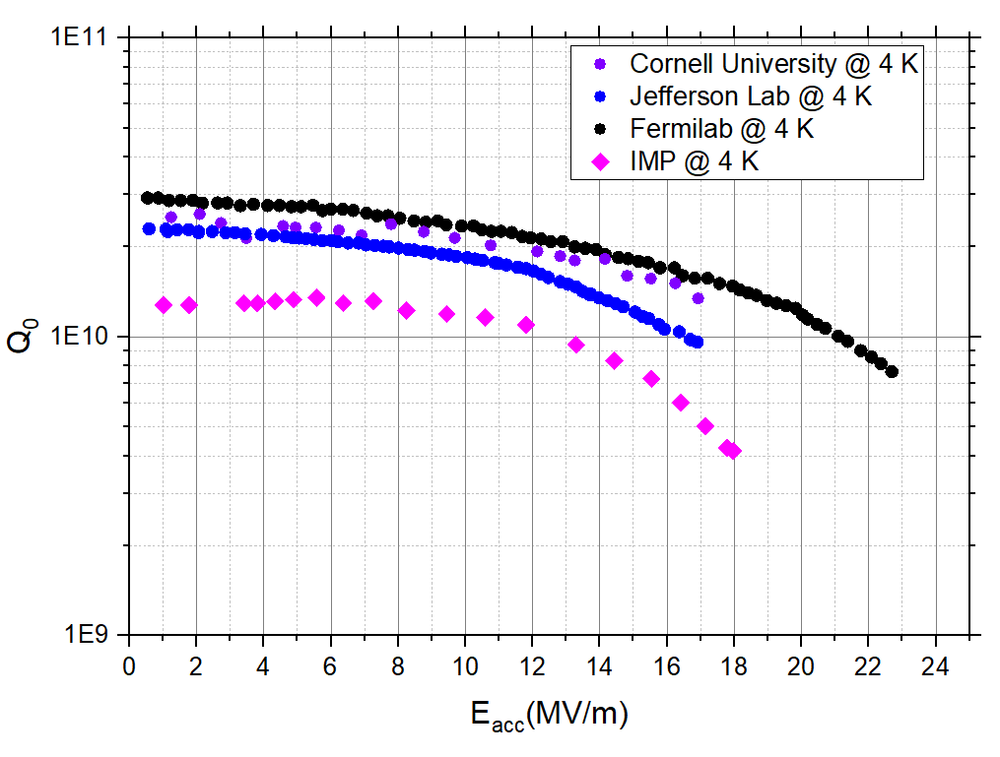 1E11
1E10
1E9
Q0
Cornell University @ 4 K
Jefferson Lab @ 4 K
Fermilab @ 4 K
IMP @ 4 K
0 2 4 6 8 10 12 14 16 18 20 22 24
Eacc(MV/m)